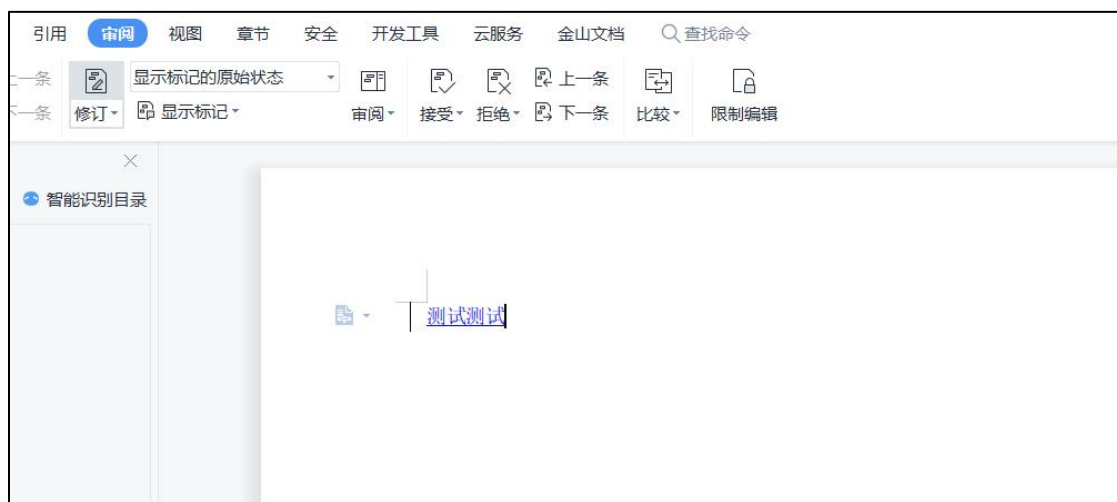 引用 审阅 视图 章节 安全 开发工具 云服务 金山文档 查找命令
上一条 显示标记的原始状态 上一条
下一条 修订 显示标记 审阅 接受 拒绝 下一条 比较 限制编辑
智能识别目录
测试测试